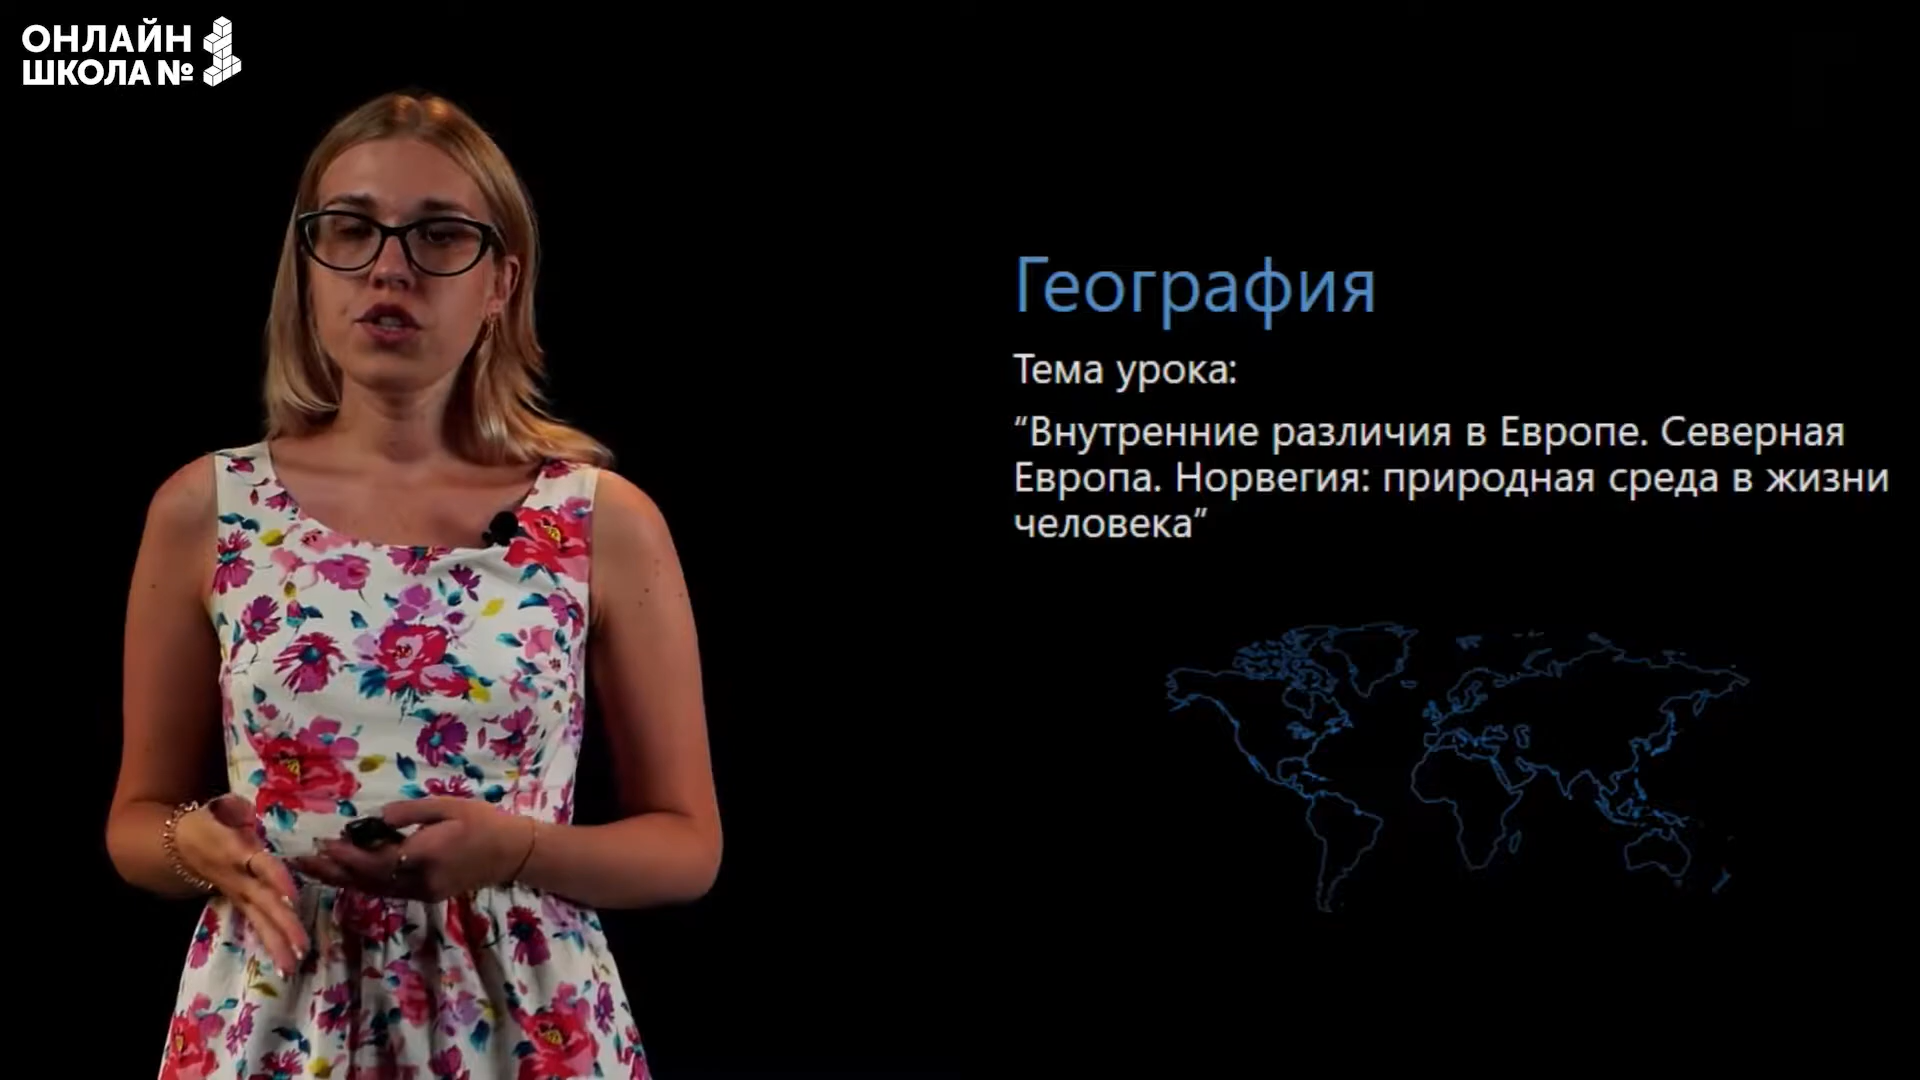 ОНЛАЙН
ШКОЛА №
География
Тема урока:
“Внутренние различия в Европе. Северная
Европа. Норвегия: природная среда в жизни
человека”